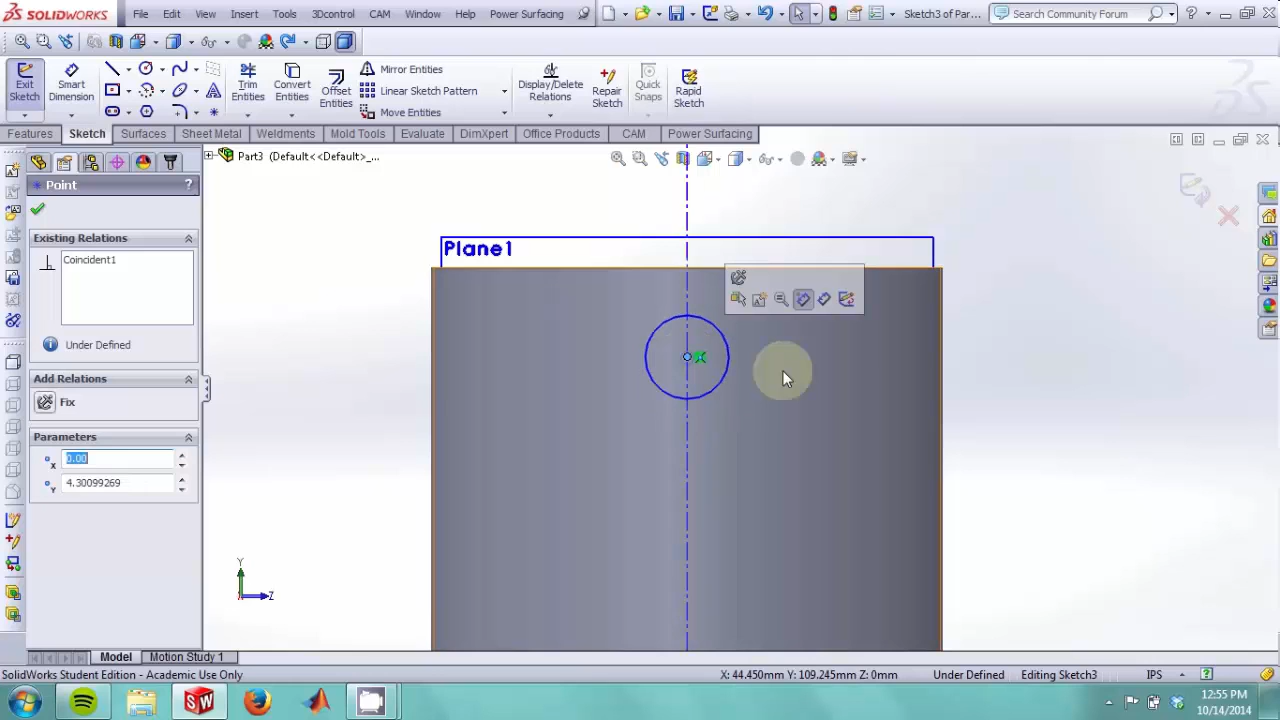 SOLIDWORKS File Edit View Insert Tools 3Dcontrol CAM Window Help Power Surfacing Sketch3 of Par... Search Community Forum
Exit Sketch
Smart Dimension
Trim Entities
Convert Entities
Offset Entities
Mirror Entities
Linear Sketch Pattern
Move Entities
Display/Delete Relations
Repair Sketch
Quick Snaps
Rapid Sketch
Features Sketch Surfaces Sheet Metal Weldments Mold Tools Evaluate DimXpert Office Products CAM Power Surfacing
Part3 (Default<<Default>_...
Point ?
Existing Relations
Coincident1
Under Defined
Add Relations
Fix
Parameters
0.00
4.30099269
Plane1
Y
Z
Model Motion Study 1
SolidWorks Student Edition - Academic Use Only X: 44.450mm Y: 109.245mm Z: 0mm Under Defined Editing Sketch3 IPS
12:55 PM
10/14/2014